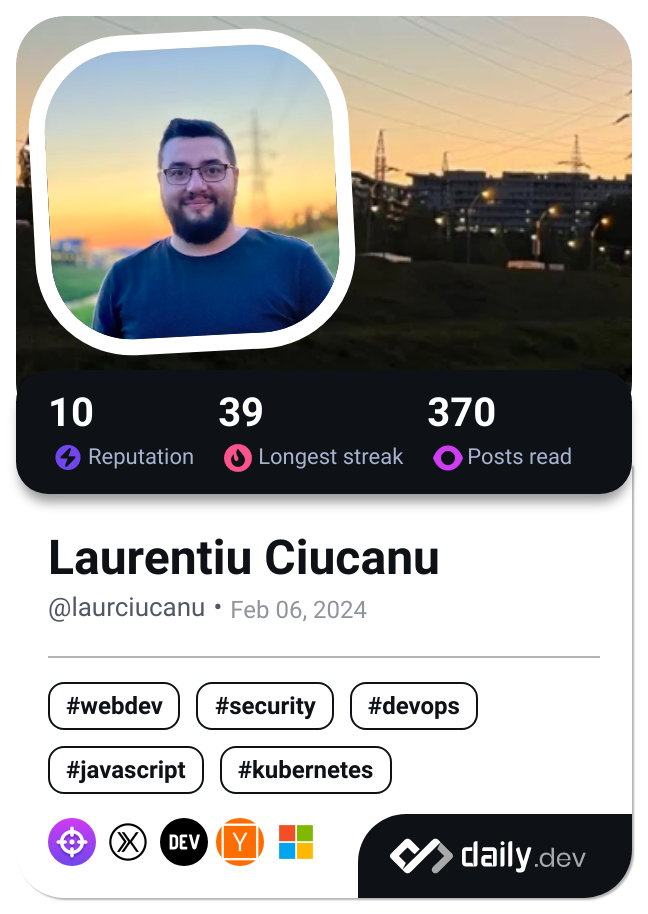 10 39 370
Reputation Longest streak Posts read
Laurentiu Ciucanu
@laurciucanu • Feb 06, 2024
#webdev #security #devops
#javascript #kubernetes
DEV Y daily.dev